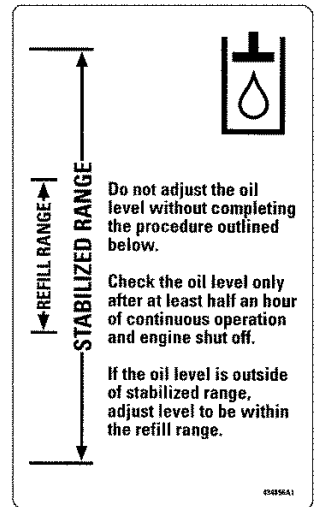 REFILL RANGE
STABILIZED RANGE
Do not adjust the oil
level without completing
the procedure outlined
below.
Check the oil level only
after at least half an hour
of continuous operation
and engine shut off.
If the oil level is outside
of stabilized range,
adjust level to be within
the refill range.